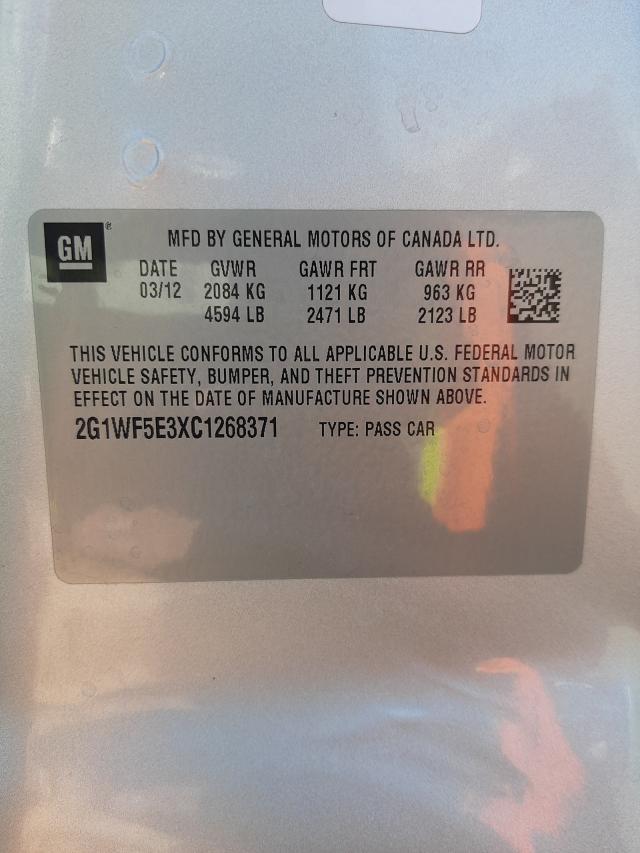 GM ®
MFD BY GENERAL MOTORS OF CANADA LTD.
DATE GVWR GAWR FRT GAWR RR
03/12 2084 KG 1121 KG 963 KG
4594 LB 2471 LB 2123 LB
THIS VEHICLE CONFORMS TO ALL APPLICABLE U.S. FEDERAL MOTOR
VEHICLE SAFETY, BUMPER, AND THEFT PREVENTION STANDARDS IN
EFFECT ON THE DATE OF MANUFACTURE SHOWN ABOVE.
2G1WF5E3XC1268371 TYPE: PASS CAR